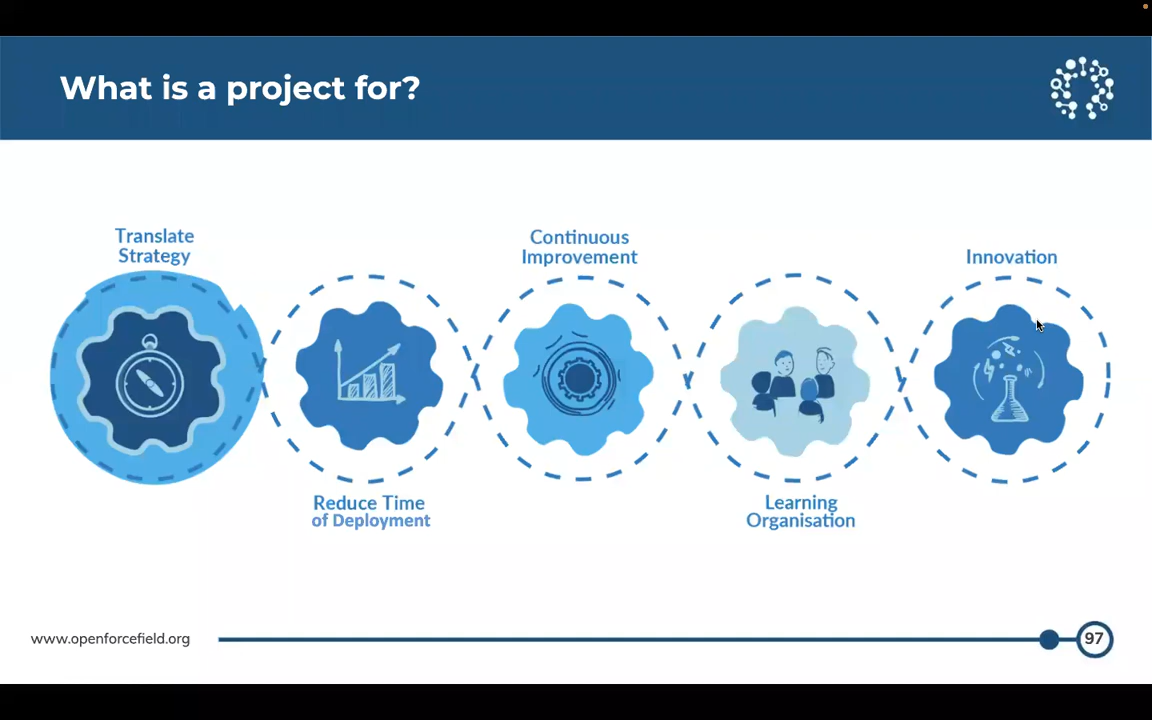 What is a project for?
Translate
Strategy
Reduce Time
of Deployment
Continuous
Improvement
Learning
Organisation
Innovation
www.openforcefield.org
97